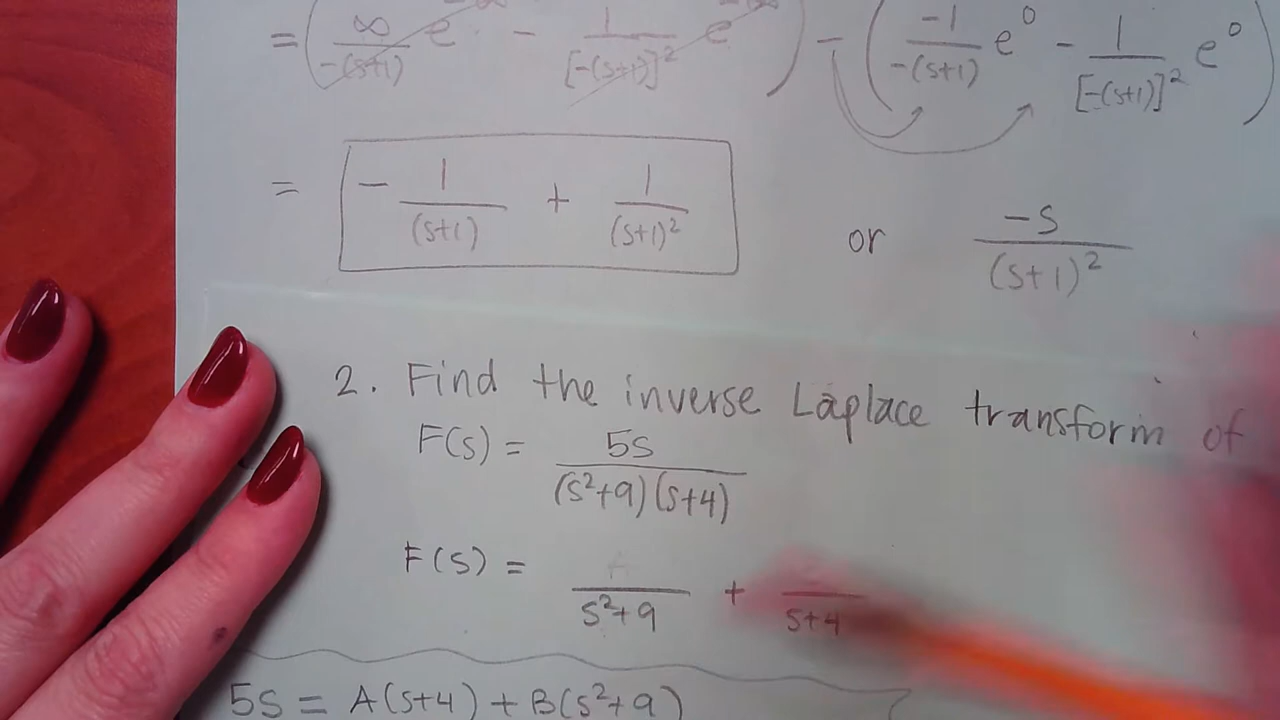 = (∞/-(s+1) e^-∞ - 1/[-(s+1)]² e^-∞) - (-1/-(s+1) e⁰ - 1/[-(s+1)]² e⁰)
= - 1/(s+1) + 1/(s+1)² or -s/(s+1)²
2. Find the inverse Laplace transform of
F(s) = 5s/(s²+9)(s+4)
F(s) = /s²+9 + /s+4
5s = A(s+4) + B(s²+9)